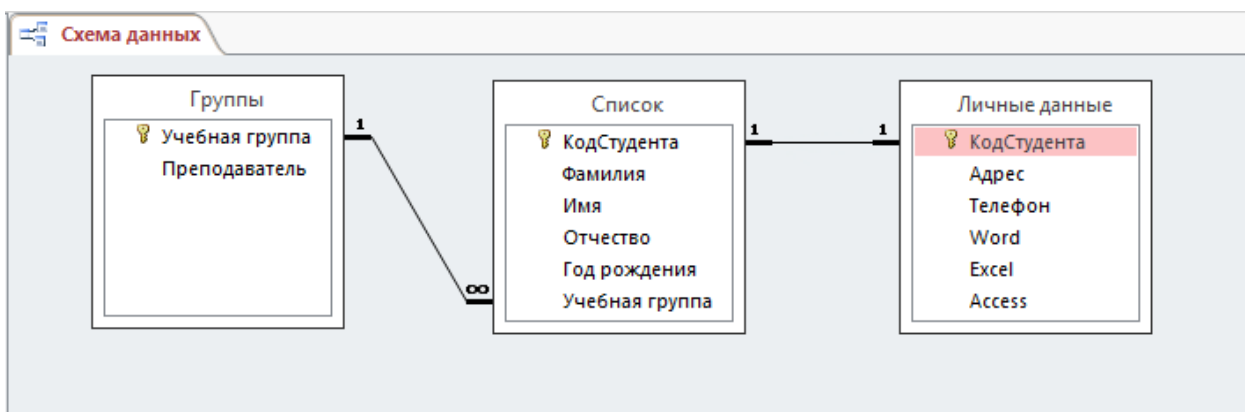 Схема данных
Группы
Учебная группа
Преподаватель
1
∞
Список
КодСтудента
Фамилия
Имя
Отчество
Год рождения
Учебная группа
1
1
Личные данные
КодСтудента
Адрес
Телефон
Word
Excel
Access